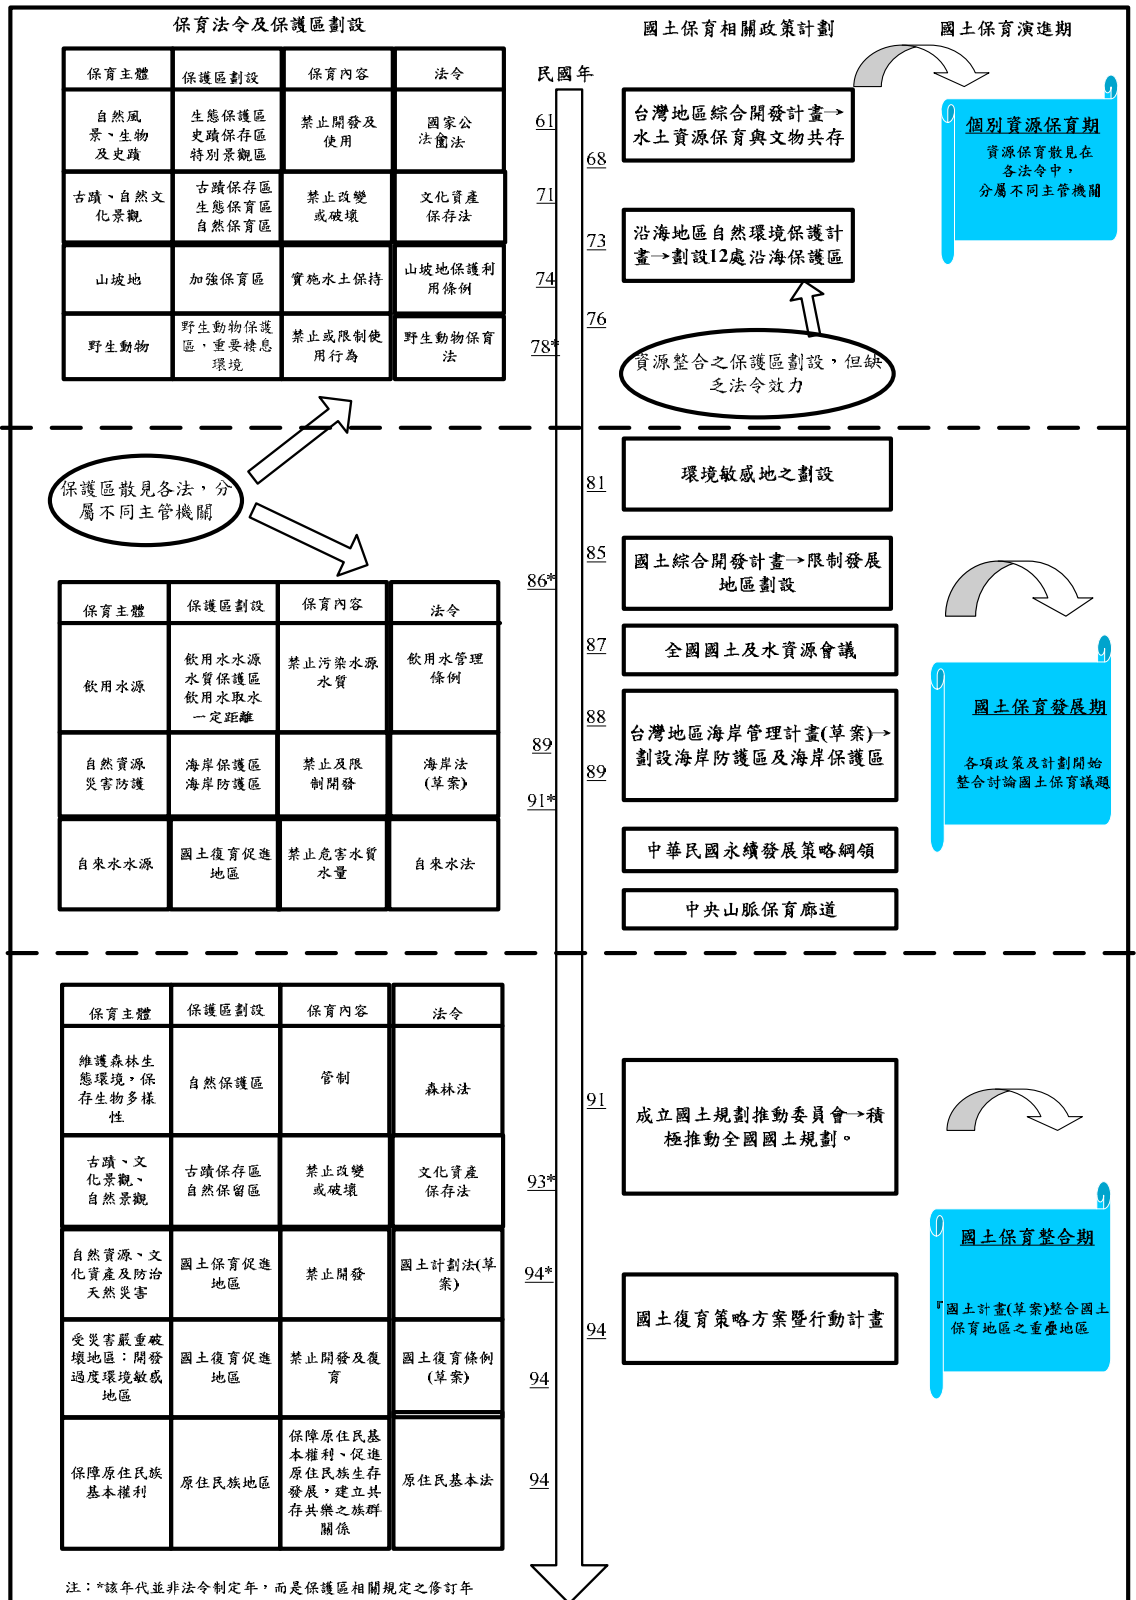 保育法令及保護區劃設
國土保育相關政策計劃
國土保育演進期
民國年
保育主體
保護區劃設
保育內容
法令
自然風
景、生物
及史蹟
生態保護區
史蹟保存區
特別景觀區
禁止開發及
使用
國家公
法園法
古蹟、自然文
化景觀
古蹟保存區
生態保育區
自然保育區
禁止改變
或破壞
文化資產
保存法
山坡地
加強保育區
實施水土保持
山坡地保護利
用條例
野生動物
野生動物保護
區，重要棲息
環境
禁止或限制使
用行為
野生動物保育
法
61
68
71
73
74
76
78*
台灣地區綜合開發計畫→
水土資源保育與文物共存
沿海地區自然環境保護計
畫→劃設12處沿海保護區
資源整合之保護區劃設，但缺
乏法令效力
個別資源保育期
資源保育散見在
各法令中，
分屬不同主管機關
保護區散見各法，分
屬不同主管機關
保育主體
保護區劃設
保育內容
法令
飲用水源
飲用水水源
水質保護區
飲用水取水
一定距離
禁止污染水源
水質
飲用水管理
條例
自然資源
災害防護
海岸保護區
海岸防護區
禁止及限
制開發
海岸法
(草案)
自來水水源
國土復育促進
地區
禁止危害水質
水量
自來水法
81
85
86*
87
88
89
89
91*
環境敏感地之劃設
國土綜合開發計畫→限制發展
地區劃設
全國國土及水資源會議
台灣地區海岸管理計畫(草案)→
劃設海岸防護區及海岸保護區
中華民國永續發展策略綱領
中央山脈保育廊道
國土保育發展期
各項政策及計劃開始
整合討論國土保育議題
保育主體
保護區劃設
保育內容
法令
維護森林生
態環境，保
存生物多樣
性
自然保護區
管制
森林法
古蹟、文
化景觀、
自然景觀
古蹟保存區
自然保留區
禁止改變
或破壞
文化資產
保存法
自然資源、文
化資產及防治
天然災害
國土保育促進
地區
禁止開發
國土計劃法(草
案)
受災害嚴重破
壞地區：開發
過度環境敏感
地區
國土復育促進
地區
禁止開發及復
育
國土復育條例
(草案)
保障原住民族
基本權利
原住民族地區
保障原住民基
本權利、促進
原住民族生存
發展，建立共
存共樂之族群
關係
原住民基本法
91
93*
94*
94
94
94
成立國土規劃推動委員會→積
極推動全國國土規劃。
國土復育策略方案暨行動計畫
國土保育整合期
『國土計畫(草案)整合國土
保育地區之重疊地區
注：*該年代並非法令制定年，而是保護區相關規定之修訂年